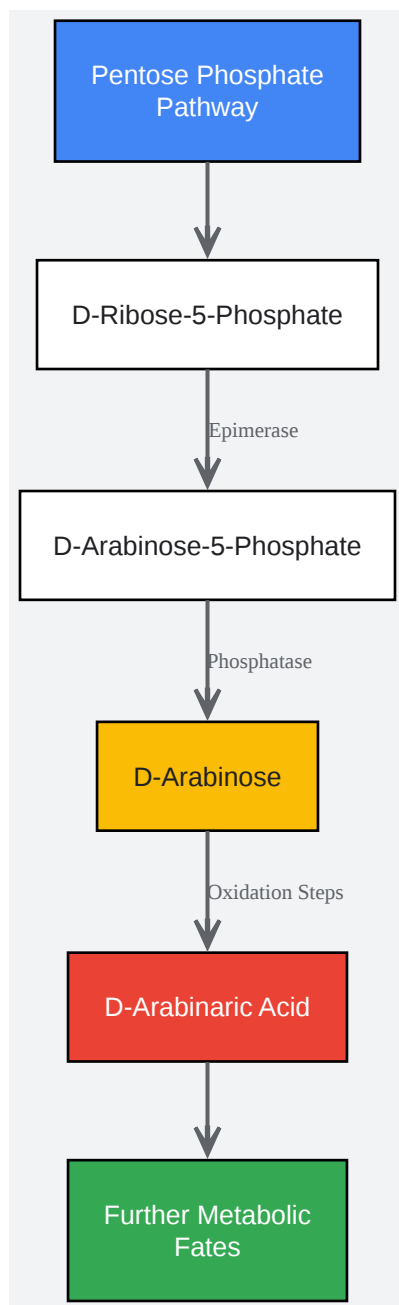 Pentose Phosphate
Pathway
D-Ribose-5-Phosphate
Epimerase
D-Arabinose-5-Phosphate
Phosphatase
D-Arabinose
Oxidation Steps
D-Arabinaric Acid
Further Metabolic
Fates